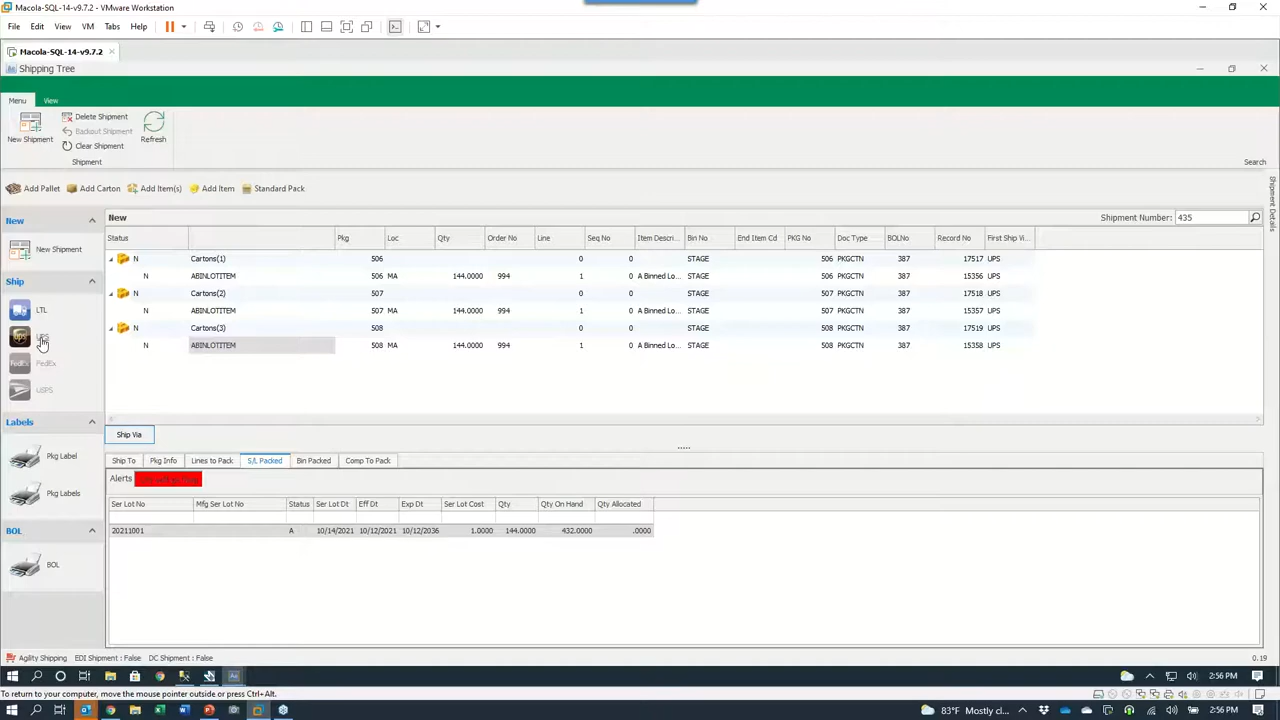 Macola-SQL-14-v9.7.2 - VMware Workstation
File Edit View VM Tabs Help
Macola-SQL-14-v9.7.2
Shipping Tree
Menu View
New Shipment
Delete Shipment
Backout Shipment
Clear Shipment
Refresh
Shipment
Search
Add Pallet Add Carton Add Item(s) Add Item Standard Pack
Shipment Details
New
New Shipment
Ship
LTL
UPS
FedEx
USPS
Labels
Pkg Label
Pkg Labels
BOL
BOL
New Shipment Number: 435
Status Pkg Loc Qty Order No Line Seq No Item Descri... Bin No End Item Cd PKG No Doc Type BOLNo Record No First Ship Vi...
N Cartons(1) 506 0 0 STAGE 506 PKGCTN 387 17517 UPS
N ABINLOTITEM 506 MA 144.0000 994 1 0 A Binned Lo... STAGE 506 PKGCTN 387 15356 UPS
N Cartons(2) 507 0 0 STAGE 507 PKGCTN 387 17518 UPS
N ABINLOTITEM 507 MA 144.0000 994 1 0 A Binned Lo... STAGE 507 PKGCTN 387 15357 UPS
N Cartons(3) 508 0 0 STAGE 508 PKGCTN 387 17519 UPS
N ABINLOTITEM 508 MA 144.0000 994 1 0 A Binned Lo... STAGE 508 PKGCTN 387 15358 UPS
Ship Via
Ship To Pkg Info Lines to Pack S/L Packed Bin Packed Comp To Pack
Alerts
Ser Lot No Mfg Ser Lot No Status Ser Lot Dt Eff Dt Exp Dt Ser Lot Cost Qty Qty On Hand Qty Allocated
20211001 A 10/14/2021 10/12/2021 10/12/2036 1.0000 144.0000 432.0000 .0000
Agility Shipping EDI Shipment : False DC Shipment : False 0.19
2:56 PM
To return to your computer, move the mouse pointer outside or press Ctrl+Alt.
83°F Mostly cl... 2:56 PM